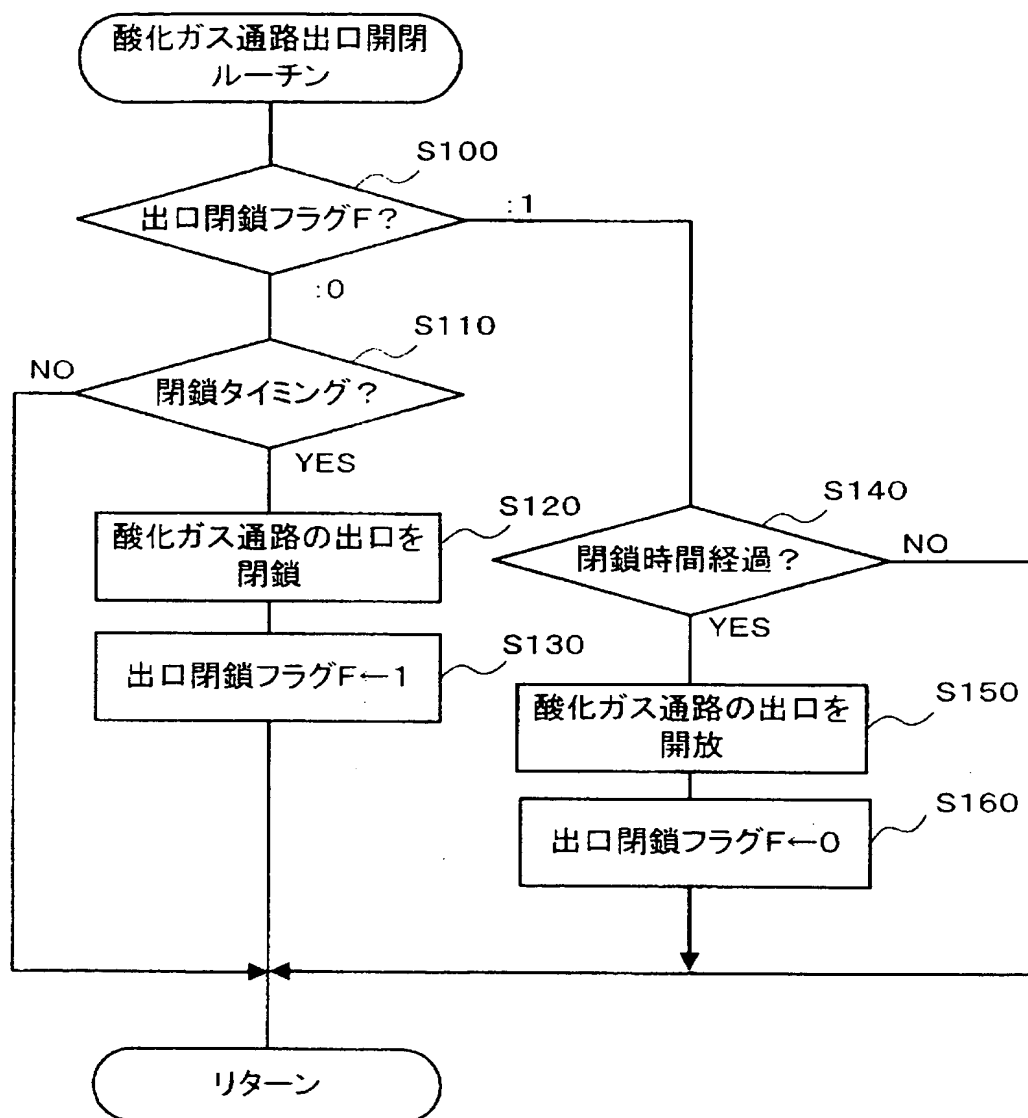 酸化ガス通路出口開閉
ルーチン
S100
出口閉鎖フラグF?
:1
:0
S110
NO
閉鎖タイミング?
YES
S120
酸化ガス通路の出口を
閉鎖
S130
出口閉鎖フラグF←1
S140
閉鎖時間経過?
NO
YES
S150
酸化ガス通路の出口を
開放
S160
出口閉鎖フラグF←0
リターン